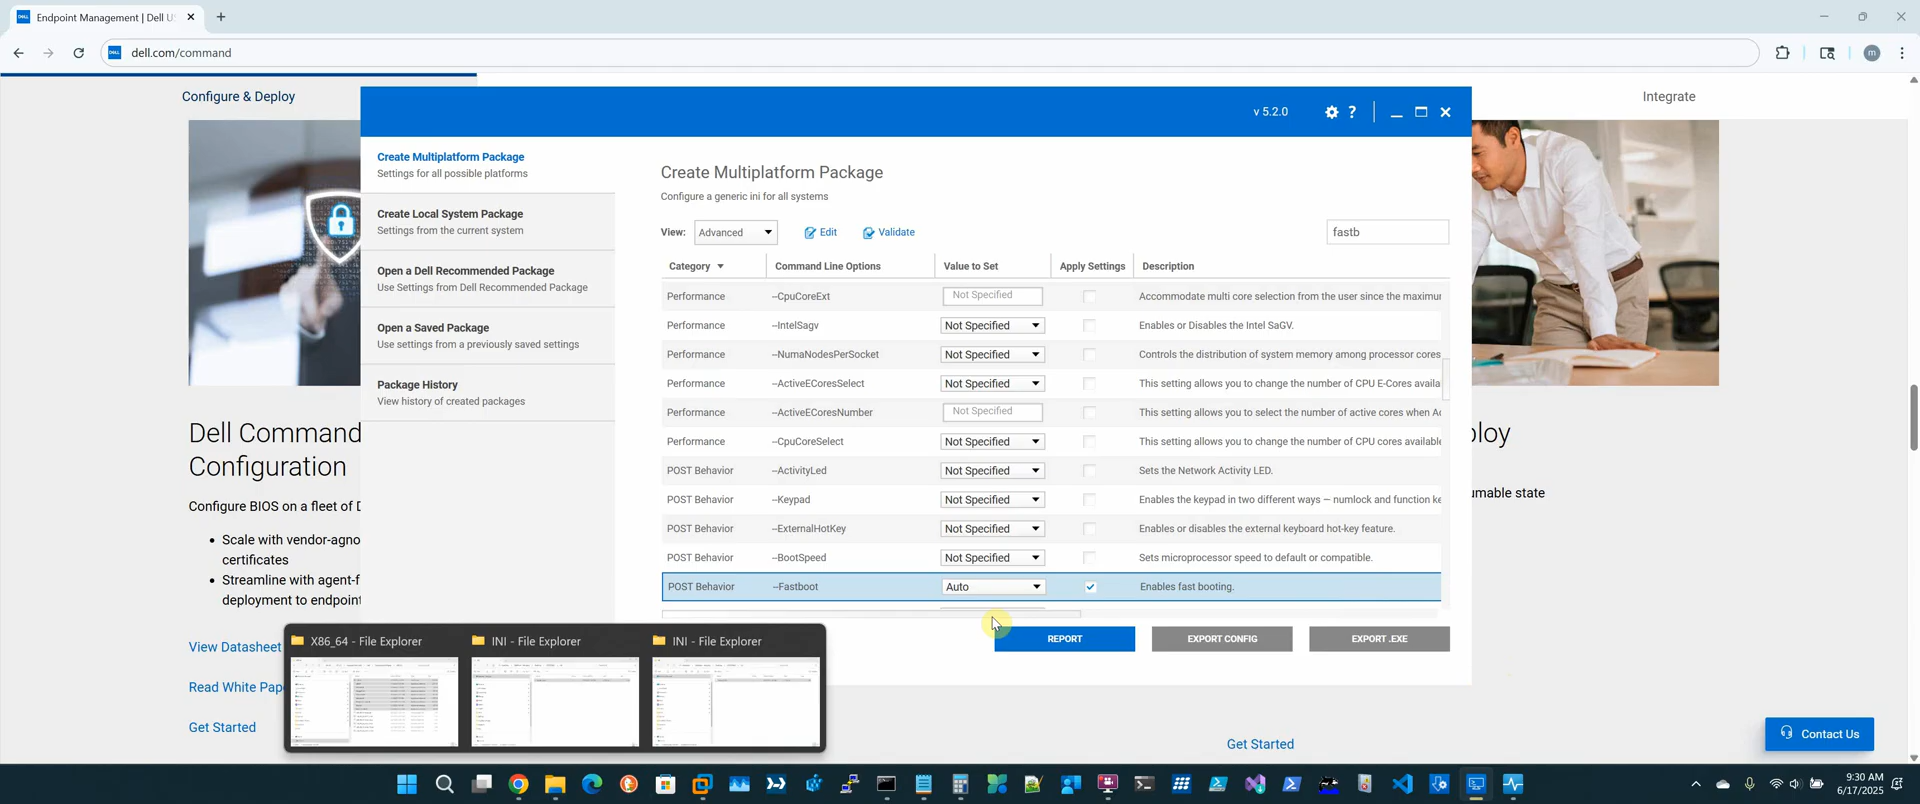 Endpoint Management | Dell U
dell.com/command
m
Configure & Deploy
Integrate
v 5.2.0
?
Create Multiplatform Package
Settings for all possible platforms
Create Local System Package
Settings from the current system
Open a Dell Recommended Package
Use Settings from Dell Recommended Package
Open a Saved Package
Use settings from a previously saved settings
Package History
View history of created packages
Create Multiplatform Package
Configure a generic ini for all systems
View: Advanced Edit Validate fastb
Category Command Line Options Value to Set Apply Settings Description
Performance --CpuCoreExt Not Specified Accommodate multi core selection from the user since the maximur
Performance --IntelSagv Not Specified Enables or Disables the Intel SaGV.
Performance --NumaNodesPerSocket Not Specified Controls the distribution of system memory among processor cores
Performance --ActiveECoresSelect Not Specified This setting allows you to change the number of CPU E-Cores availa
Performance --ActiveECoresNumber Not Specified This setting allows you to select the number of active cores when Ac
Performance --CpuCoreSelect Not Specified This setting allows you to change the number of CPU cores available
POST Behavior --ActivityLed Not Specified Sets the Network Activity LED.
POST Behavior --Keypad Not Specified Enables the keypad in two different ways — numlock and function ke
POST Behavior --ExternalHotKey Not Specified Enables or disables the external keyboard hot-key feature.
POST Behavior --BootSpeed Not Specified Sets microprocessor speed to default or compatible.
POST Behavior --Fastboot Auto Enables fast booting.
REPORT EXPORT CONFIG EXPORT .EXE
Dell Command
Configuration
Configure BIOS on a fleet of D
Scale with vendor-agno
certificates
Streamline with agent-f
deployment to endpoint
View Datasheet
Read White Pape
Get Started
ploy
umable state
Get Started
Contact Us
X86_64 - File Explorer
INI - File Explorer
INI - File Explorer
9:30 AM
6/17/2025